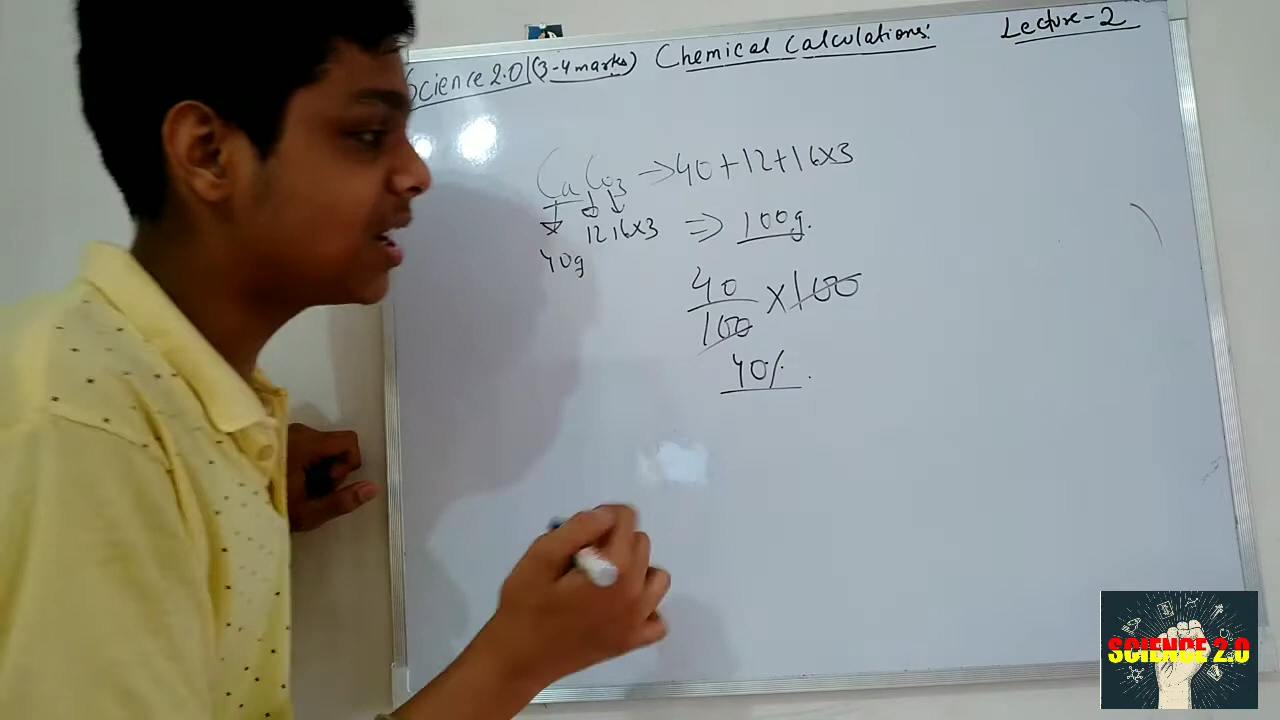 Science 2.0 | (3-4 marks) Chemical Calculations: Lecture-2
CaCo3 → 40+12+16x3
12 16x3 ⇒ 100g.
40g
40
100 x 100
40%.
SCIENCE 2.0